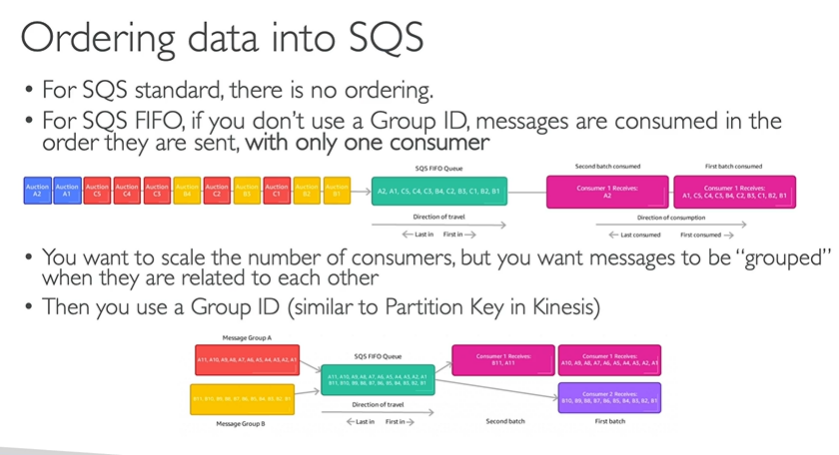 Ordering data into SQS
• For SQS standard, there is no ordering.
• For SQS FIFO, if you don't use a Group ID, messages are consumed in the
order they are sent, with only one consumer
SQS FIFO Queue
Second batch consumed
First batch consumed
Auction A2
Auction A1
Auction C5
Auction C4
Auction C3
Auction B4
Auction C2
Auction B3
Auction C1
Auction B2
Auction B1
A2, A1, C5, C4, C3, B4, C2, B3, C1, B2, B1
Consumer 1 Receives:
A2
Consumer 1 Receives:
A1, C5, C4, C3, B4, C2, B3, C1, B2, B1
Direction of travel
Last in First in
Direction of consumption
Last consumed First consumed
• You want to scale the number of consumers, but you want messages to be "grouped"
when they are related to each other
• Then you use a Group ID (similar to Partition Key in Kinesis)
Message Group A
A11, A10, A9, A8, A7, A6, A5, A4, A3, A2, A1
B11, B10, B9, B8, B7, B6, B5, B4, B3, B2, B1
Message Group B
SQS FIFO Queue
A11, A10, A9, A8, A7, A6, A5, A4, A3, A2, A1
B11, B10, B9, B8, B7, B6, B5, B4, B3, B2, B1
Direction of travel
Last in First in
Consumer 1 Receives:
B11, A11
Second batch
Consumer 1 Receives:
A10, A9, A8, A7, A6, A5, A4, A3, A2, A1
Consumer 2 Receives:
B10, B9, B8, B7, B6, B5, B4, B3, B2, B1
First batch